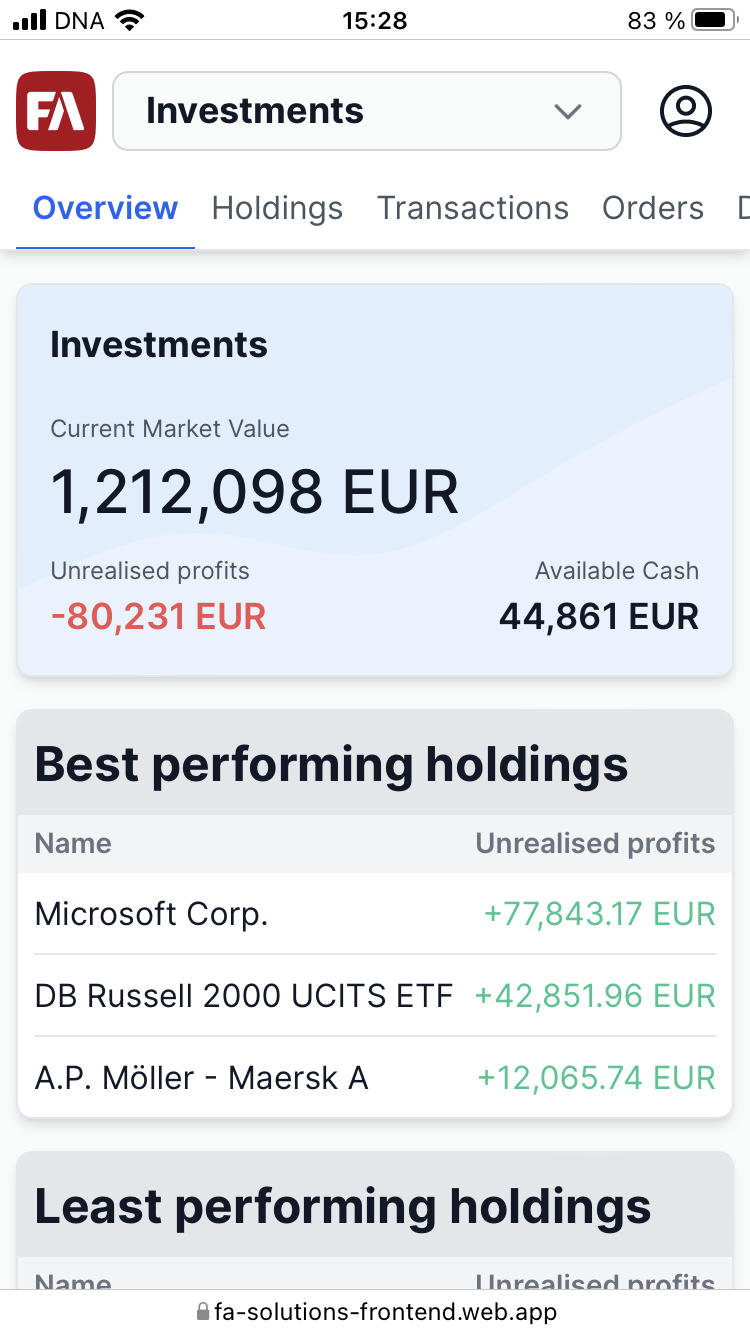 DNA 15:28 83 %
FA Investments
Overview Holdings Transactions Orders
Investments
Current Market Value
1,212,098 EUR
Unrealised profits Available Cash
-80,231 EUR 44,861 EUR
Best performing holdings
Name Unrealised profits
Microsoft Corp. +77,843.17 EUR
DB Russell 2000 UCITS ETF +42,851.96 EUR
A.P. Möller - Maersk A +12,065.74 EUR
Least performing holdings
Name Unrealised profits
fa-solutions-frontend.web.app